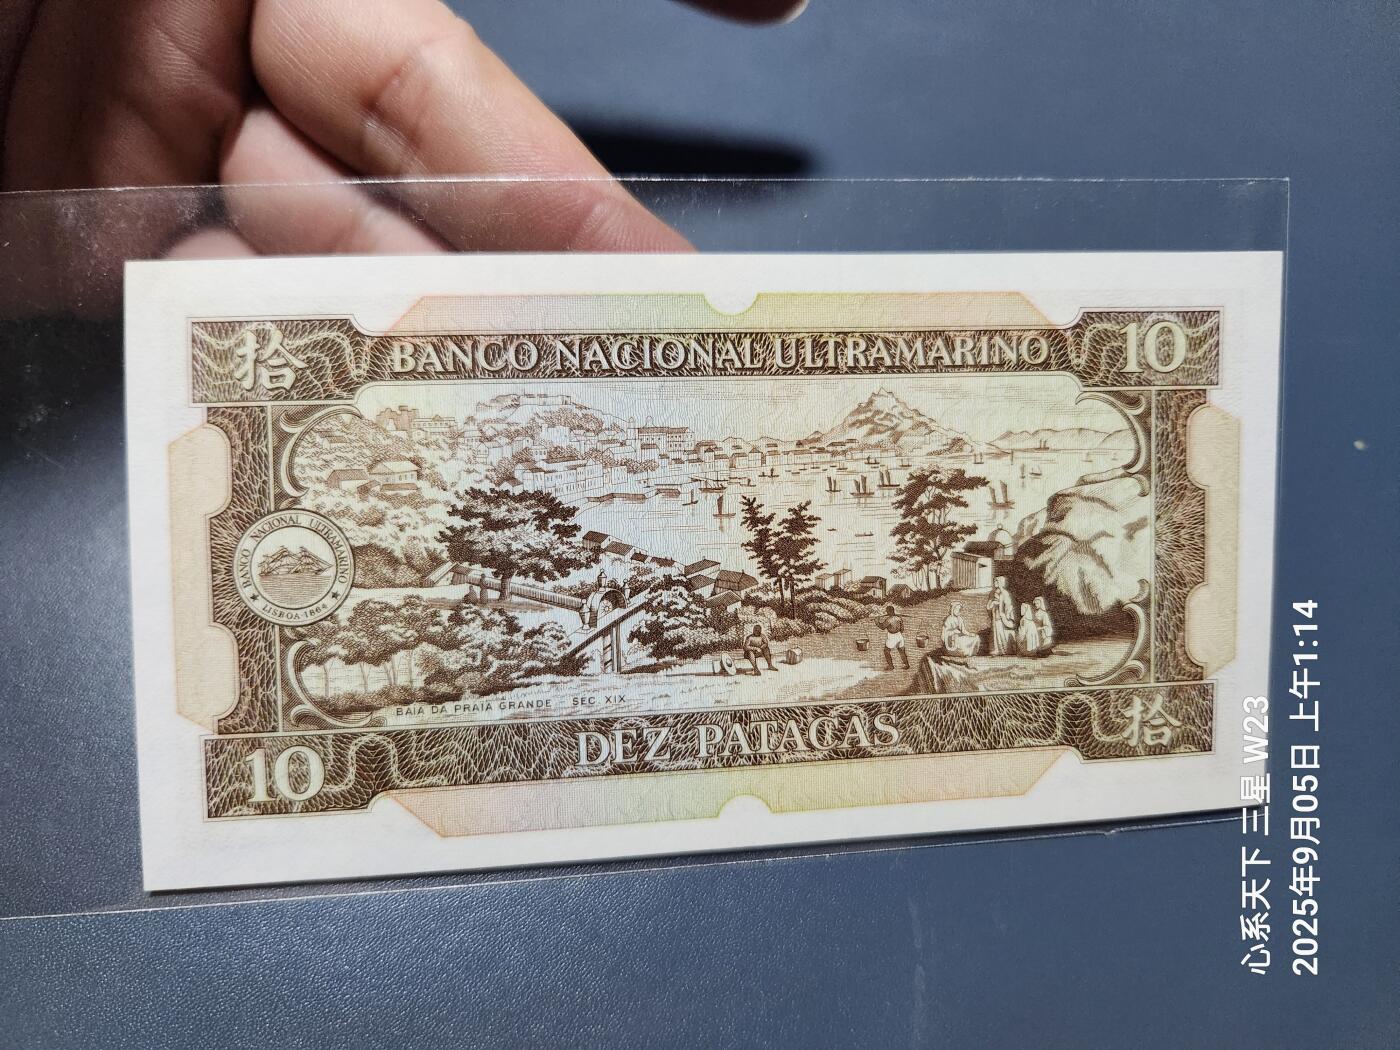 拾
BANCO NACIONAL ULTRAMARINO
10
BANCO NACIONAL ULTRAMARINO
★ LISBOA·1864 ★
BAIA DA PRAIA GRANDE - SEC XIX
10
DEZ PATACAS
拾
心系天下 三星 W23
2025年9月05日 上午1:14